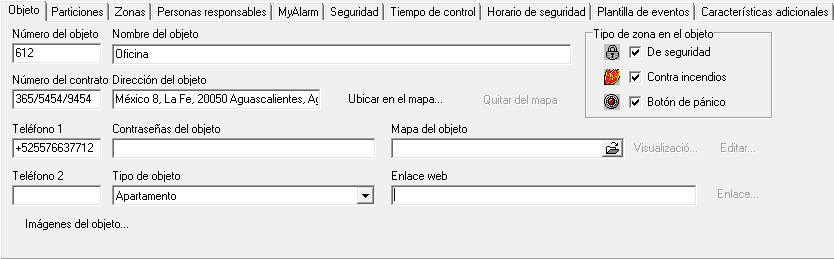 Objeto Particiones Zonas Personas responsables MyAlarm Seguridad Tiempo de control Horario de seguridad Plantilla de eventos Características adicionales
Número del objeto Nombre del objeto Tipo de zona en el objeto
612 Oficina De seguridad
Número del contrato Dirección del objeto Contra incendios
365/5454/9454 México 8, La Fe, 20050 Aguascalientes, Ag Ubicar en el mapa... Quitar del mapa Botón de pánico
Teléfono 1 Contraseñas del objeto Mapa del objeto
+525576637712 Visualizació... Editar...
Teléfono 2 Tipo de objeto Enlace web
Apartamento Enlace...
Imágenes del objeto...